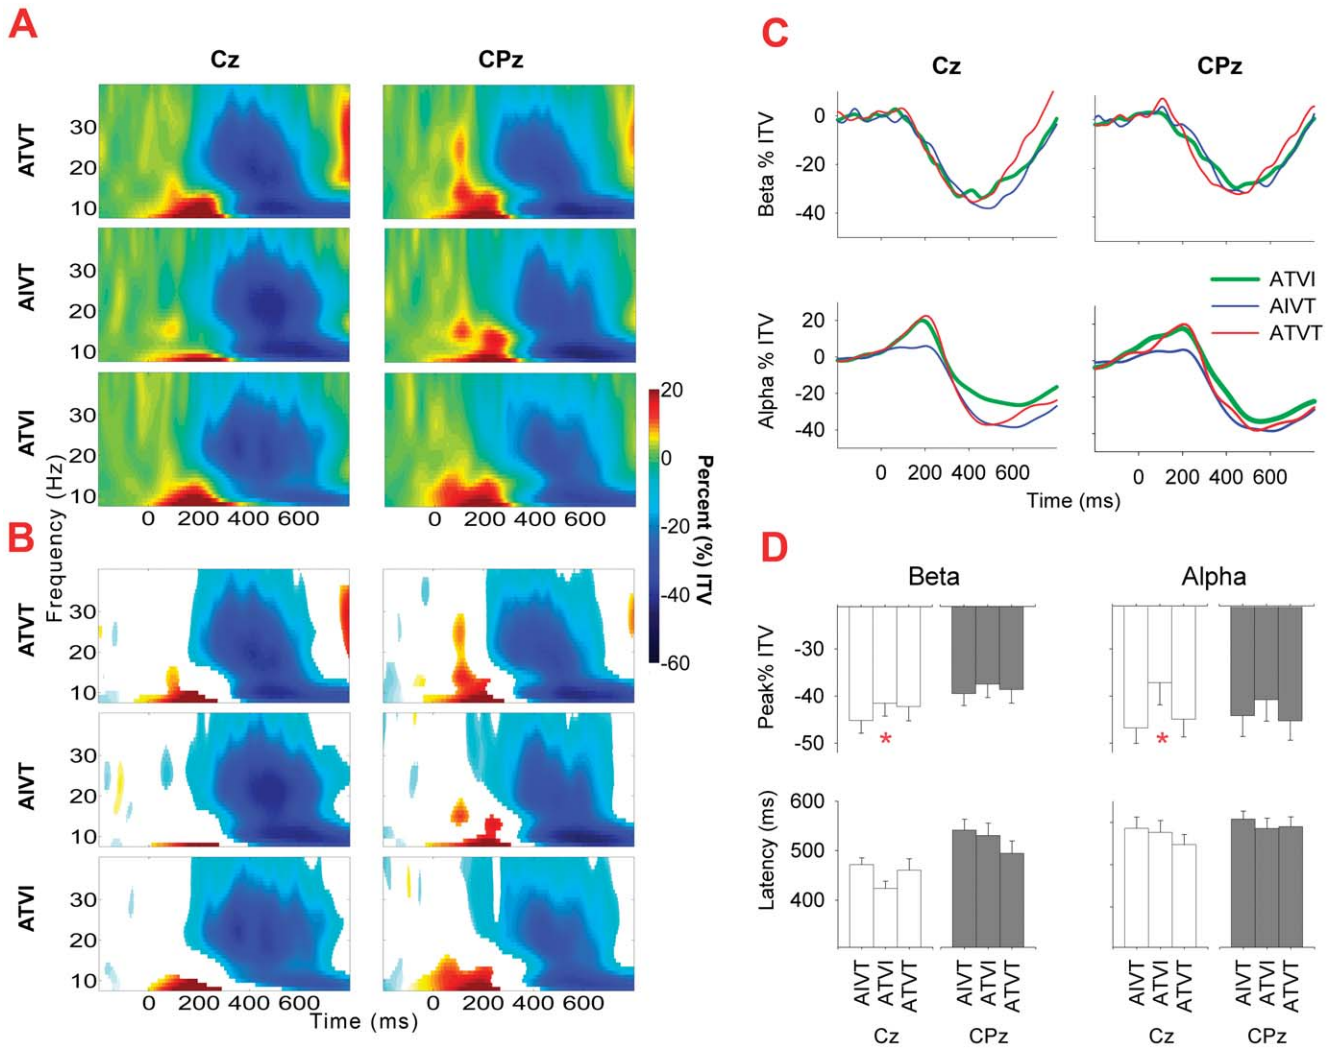 A
Cz CPz
ATVT
30
20
10
AIVT
30
20
10
ATVI
30
20
10
0 200 400 600 0 200 400 600
Frequency (Hz)
20
0
-20
-40
-60
Percent (%) ITV
B
ATVT
30
20
10
AIVT
30
20
10
ATVI
30
20
10
0 200 400 600 0 200 400 600
Time (ms)
C
Cz CPz
Beta % ITV
0
-20
-40
Alpha % ITV
20
0
-20
-40
ATVI
AIVT
ATVT
0 200 400 600 0 200 400 600
Time (ms)
D
Beta Alpha
Peak% ITV
-30
-40
-50
* *
Latency (ms)
600
500
400
AIVT ATVI ATVT AIVT ATVI ATVT AIVT ATVI ATVT AIVT ATVI ATVT
Cz CPz Cz CPz